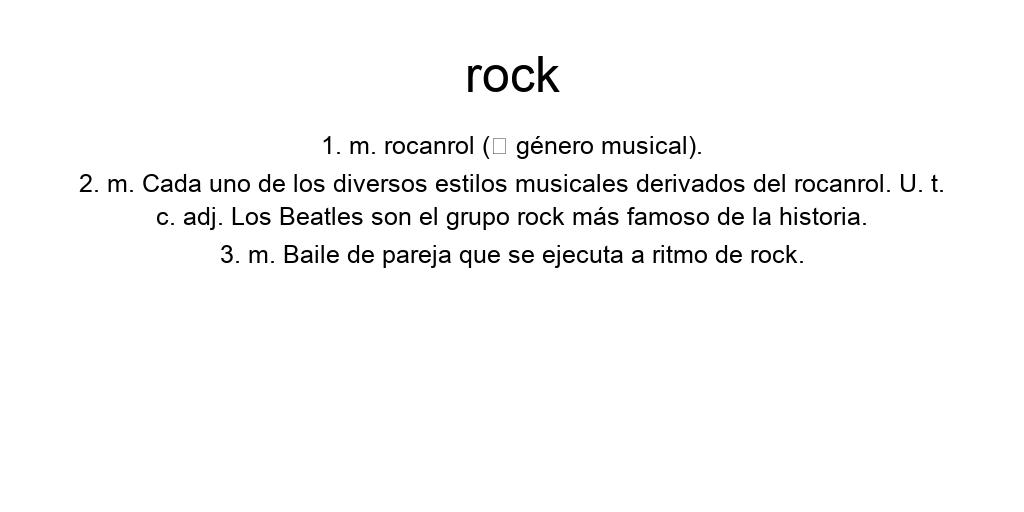 rock
1. m. rocanrol (□ género musical).
2. m. Cada uno de los diversos estilos musicales derivados del rocanrol. U. t.
c. adj. Los Beatles son el grupo rock más famoso de la historia.
3. m. Baile de pareja que se ejecuta a ritmo de rock.